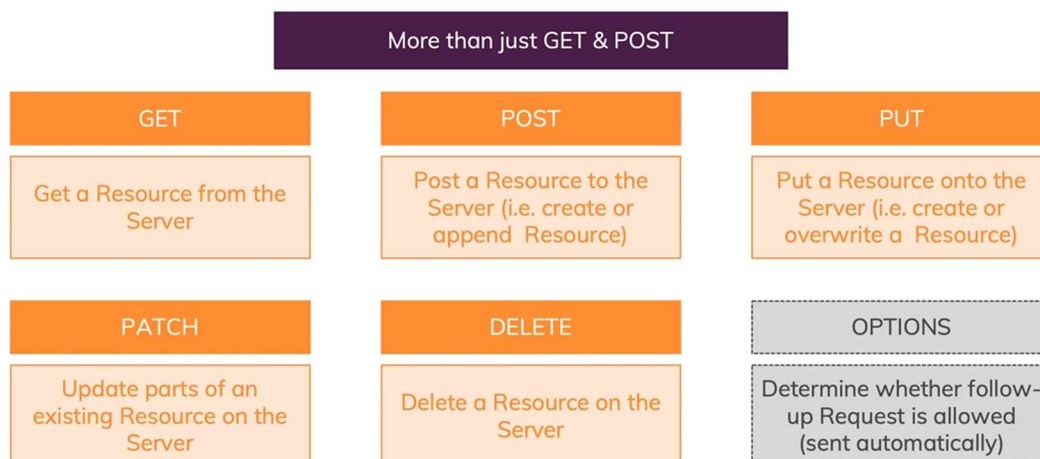 More than just GET & POST
GET
Get a Resource from the
Server
POST
Post a Resource to the
Server (i.e. create or
append Resource)
PUT
Put a Resource onto the
Server (i.e. create or
overwrite a Resource)
PATCH
Update parts of an
existing Resource on the
Server
DELETE
Delete a Resource on the
Server
OPTIONS
Determine whether follow-
up Request is allowed
(sent automatically)